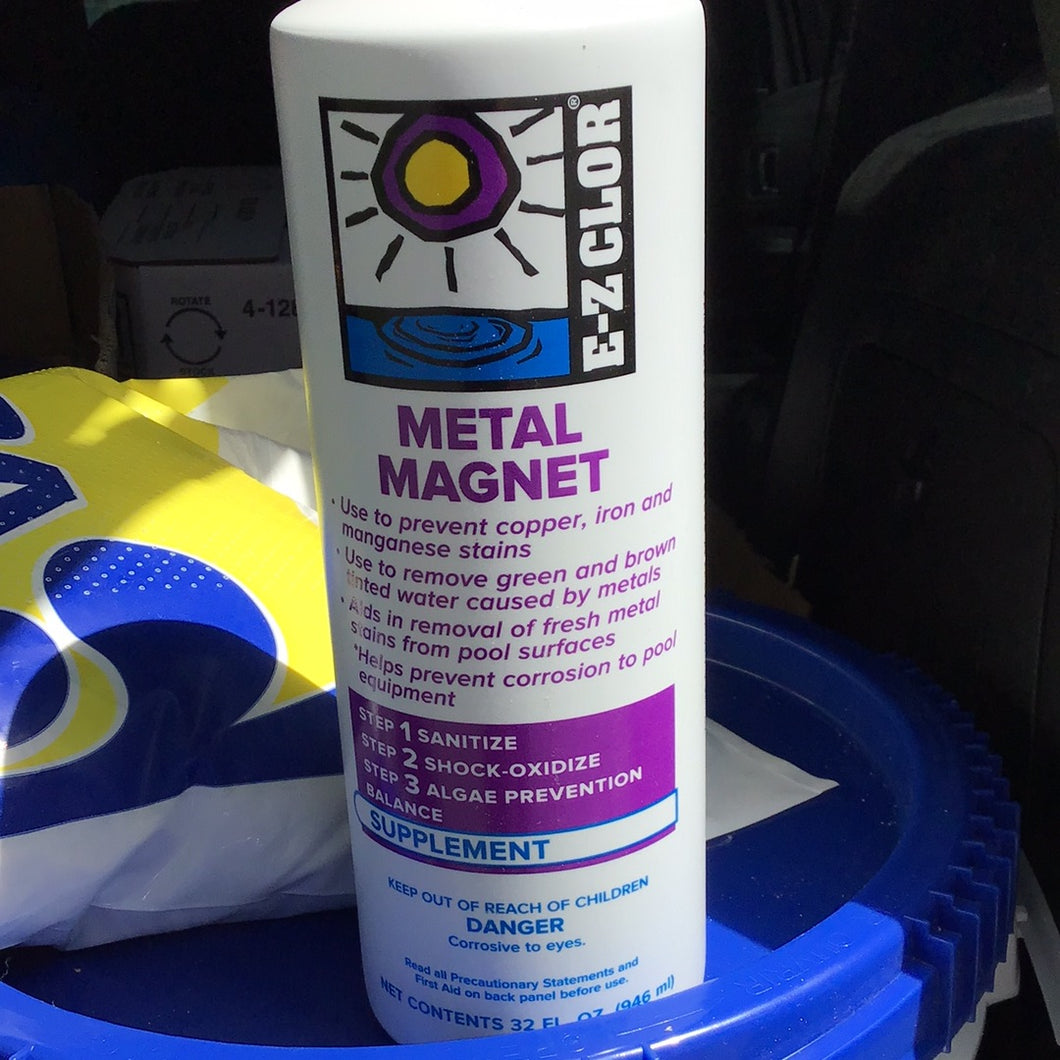 E-Z CLOR®
METAL
MAGNET
• Use to prevent copper, iron and
manganese stains
• Use to remove green and brown
tinted water caused by metals
• Aids in removal of fresh metal
stains from pool surfaces
•Helps prevent corrosion to pool
equipment
STEP 1 SANITIZE
STEP 2 SHOCK-OXIDIZE
STEP 3 ALGAE PREVENTION
BALANCE
SUPPLEMENT
KEEP OUT OF REACH OF CHILDREN
DANGER
Corrosive to eyes.
Read all Precautionary Statements and
First Aid on back panel before use.
NET CONTENTS 32 FL. OZ. (946 ml)
ROTATE
STOCK